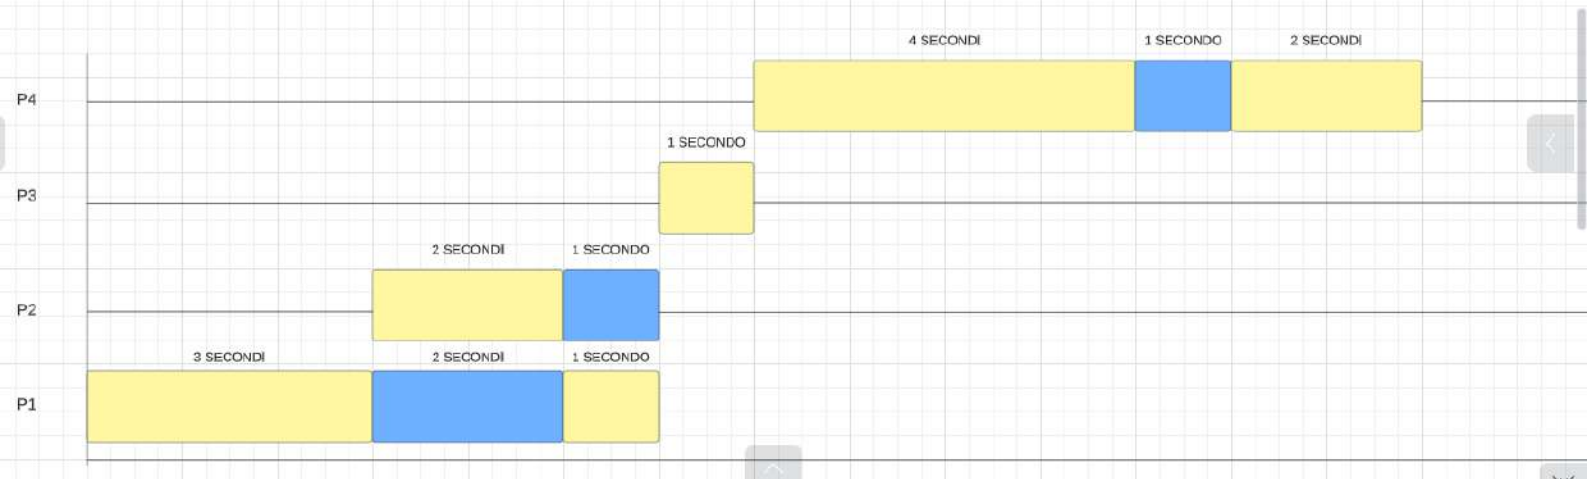 4 SECONDI 1 SECONDO 2 SECONDI
P4
1 SECONDO
P3
2 SECONDI 1 SECONDO
P2
3 SECONDI 2 SECONDI 1 SECONDO
P1